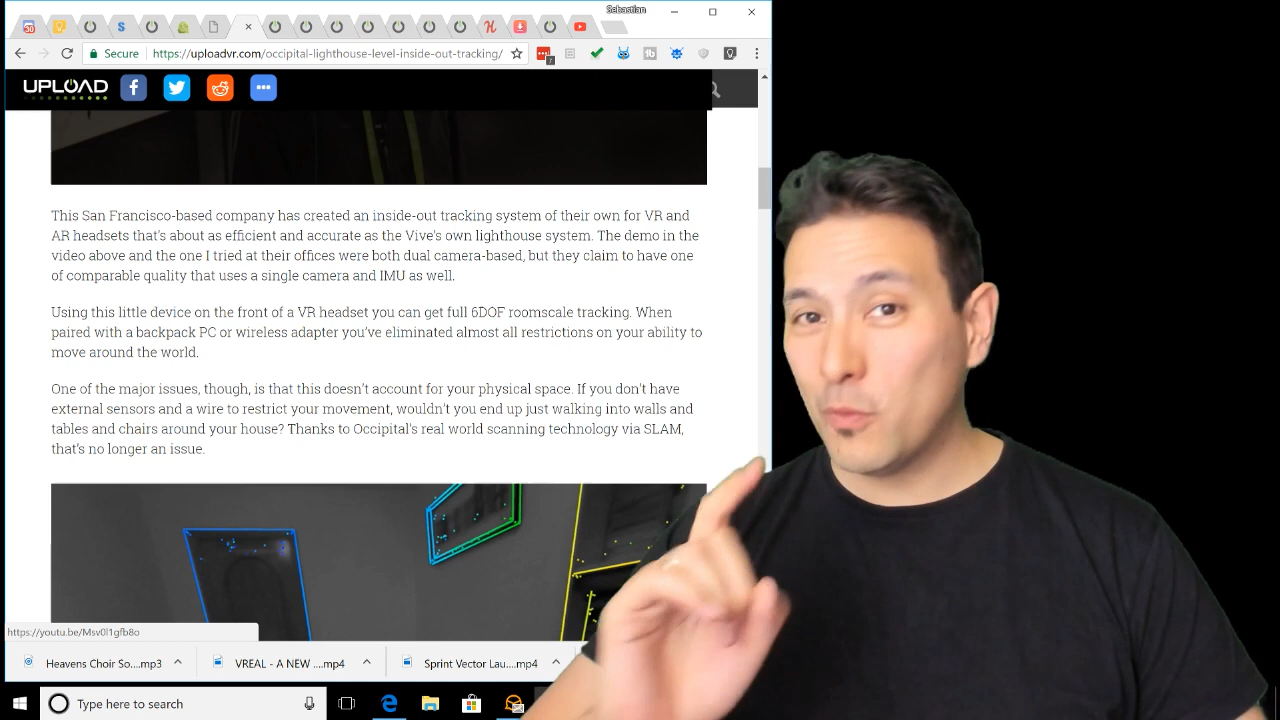 Sebastian
30
S
H
Secure
https://uploadvr.com/occipital-lighthouse-level-inside-out-tracking/
7
UPLOAD
This San Francisco-based company has created an inside-out tracking system of their own for VR and
AR headsets that's about as efficient and accurate as the Vive's own lighthouse system. The demo in the
video above and the one I tried at their offices were both dual camera-based, but they claim to have one
of comparable quality that uses a single camera and IMU as well.
Using this little device on the front of a VR headset you can get full 6DOF roomscale tracking. When
paired with a backpack PC or wireless adapter you've eliminated almost all restrictions on your ability to
move around the world.
One of the major issues, though, is that this doesn't account for your physical space. If you don't have
external sensors and a wire to restrict your movement, wouldn't you end up just walking into walls and
tables and chairs around your house? Thanks to Occipital's real world scanning technology via SLAM,
that's no longer an issue.
https://youtu.be/Msv0l1gfb8o
Heavens Choir So....mp3
VREAL - A NEW ....mp4
Sprint Vector Lau....mp4
Type here to search